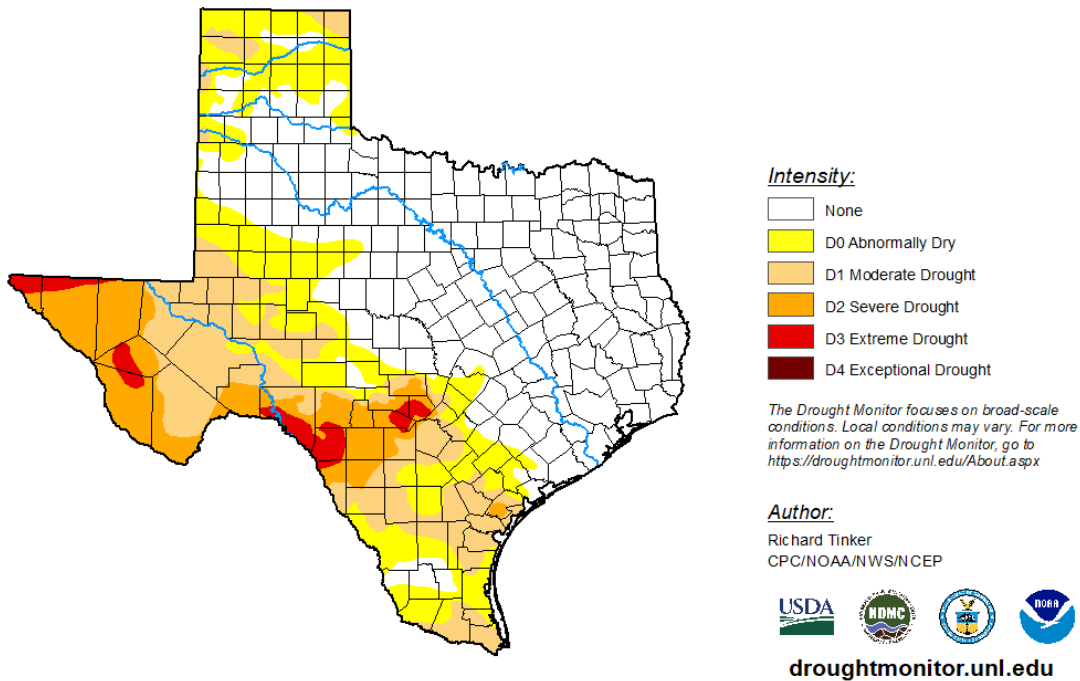 Intensity:
None
D0 Abnormally Dry
D1 Moderate Drought
D2 Severe Drought
D3 Extreme Drought
D4 Exceptional Drought
The Drought Monitor focuses on broad-scale
conditions. Local conditions may vary. For more
information on the Drought Monitor, go to
https://droughtmonitor.unl.edu/About.aspx
Author:
Richard Tinker
CPC/NOAA/NWS/NCEP
USDA
NDMC
NOAA
droughtmonitor.unl.edu